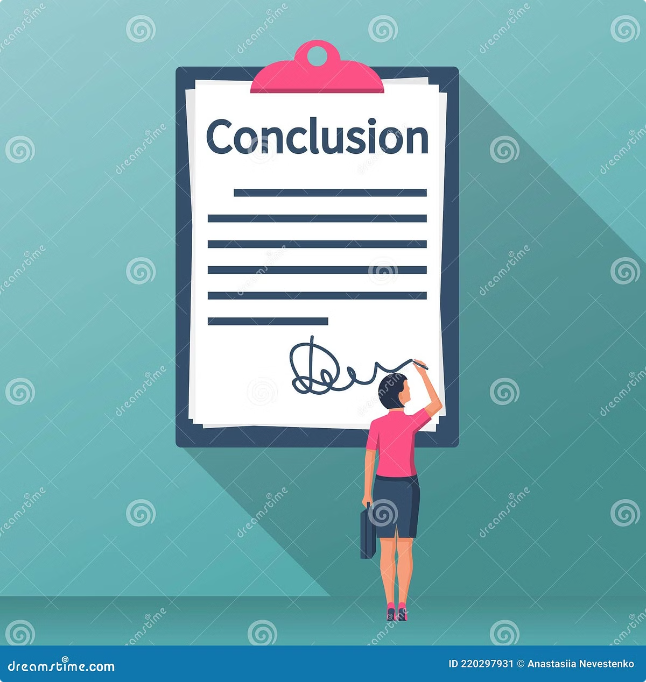 Conclusion
dreamstime.com
ID 220297931 © Anastasiia Nevestenko